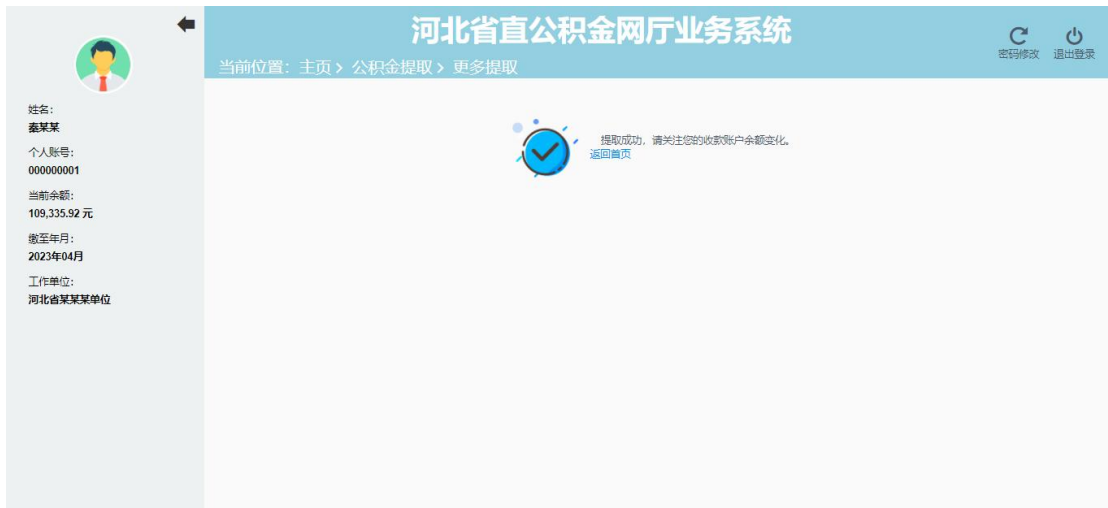 河北省直公积金网厅业务系统
密码修改 退出登录
当前位置：主页 > 公积金提取 > 更多提取
姓名：
秦某某
个人账号：
000000001
当前余额：
109,335.92 元
缴至年月：
2023年04月
工作单位：
河北省某某某单位
提取成功，请关注您的收款账户余额变化。
返回首页